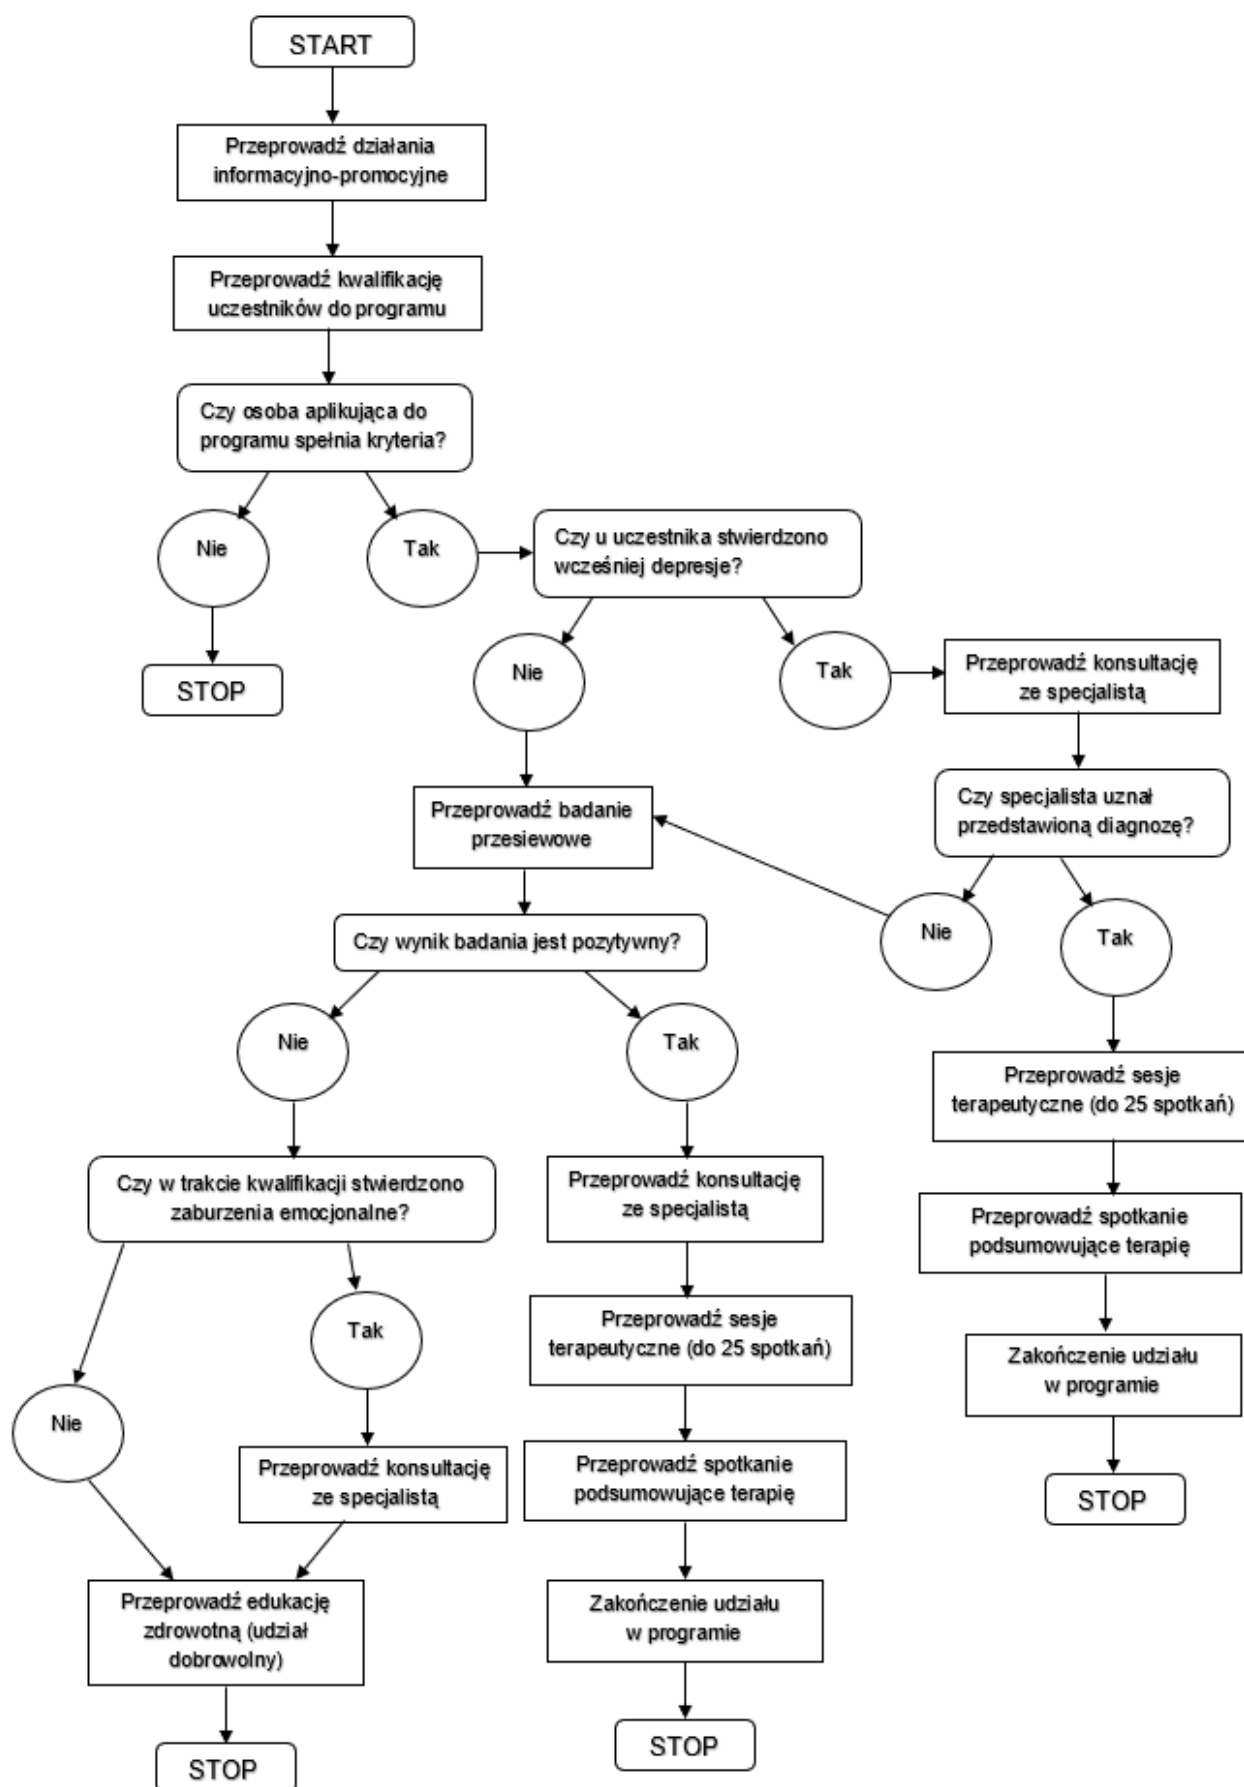 START
Przeprowadź działania
informacyjno-promocyjne
Przeprowadź kwalifikację
uczestników do programu
Czy osoba aplikująca do
programu spełnia kryteria?
Nie
Tak
STOP
Czy u uczestnika stwierdzono
wcześniej depresje?
Nie
Tak
Przeprowadź konsultację
ze specjalistą
Czy specjalista uznał
przedstawioną diagnozę?
Nie
Tak
Przeprowadź badanie
przesiewowe
Czy wynik badania jest pozytywny?
Nie
Tak
Przeprowadź sesje
terapeutyczne (do 25 spotkań)
Przeprowadź spotkanie
podsumowujące terapię
Zakończenie udziału
w programie
STOP
Czy w trakcie kwalifikacji stwierdzono
zaburzenia emocjonalne?
Nie
Tak
Przeprowadź konsultację
ze specjalistą
Przeprowadź edukację
zdrowotną (udział
dobrowolny)
STOP
Przeprowadź konsultację
ze specjalistą
Przeprowadź sesje
terapeutyczne (do 25 spotkań)
Przeprowadź spotkanie
podsumowujące terapię
Zakończenie udziału
w programie
STOP